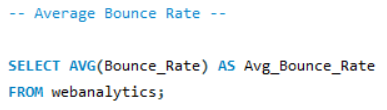 -- Average Bounce Rate --
SELECT AVG(Bounce_Rate) AS Avg_Bounce_Rate
FROM webanalytics;